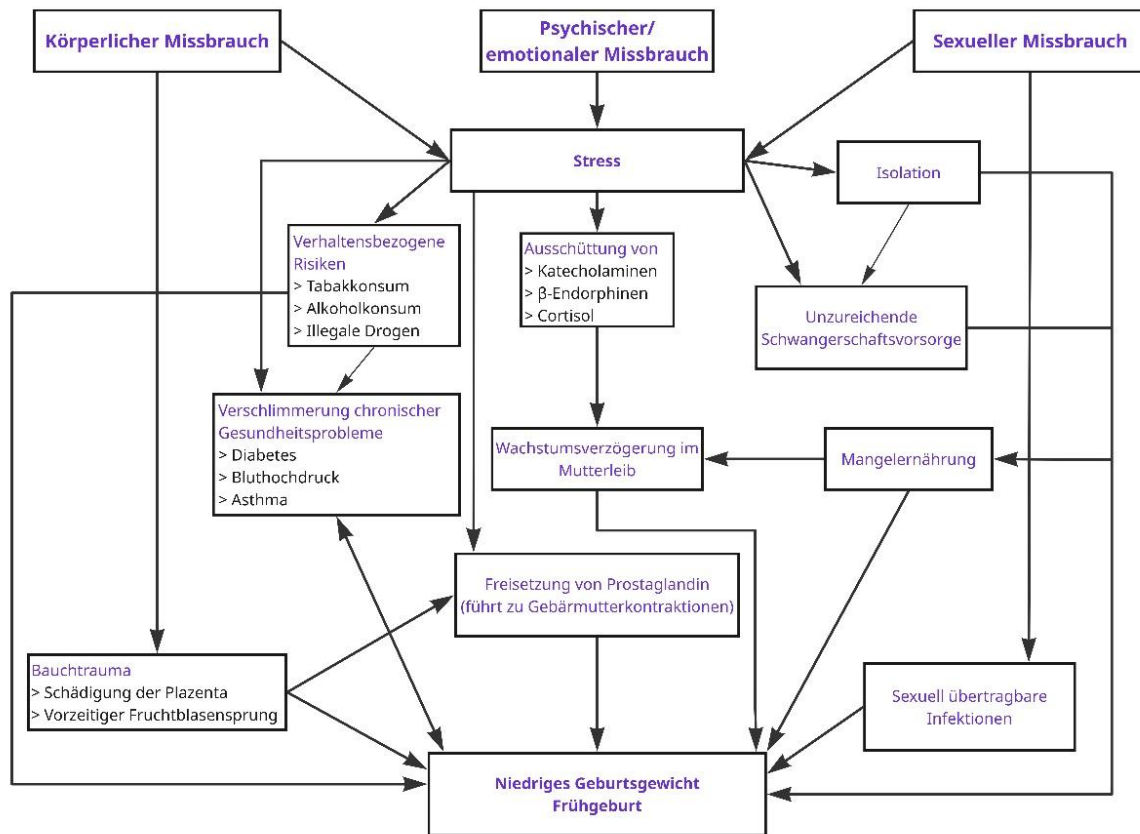 Körperlicher Missbrauch
Psychischer/
emotionaler Missbrauch
Sexueller Missbrauch
Stress
Isolation
Verhaltensbezogene
Risiken
> Tabakkonsum
> Alkoholkonsum
> Illegale Drogen
Ausschüttung von
> Katecholaminen
> β-Endorphinen
> Cortisol
Unzureichende
Schwangerschaftsvorsorge
Verschlimmerung chronischer
Gesundheitsprobleme
> Diabetes
> Bluthochdruck
> Asthma
Wachstumsverzögerung im
Mutterleib
Mangelernährung
Freisetzung von Prostaglandin
(führt zu Gebärmutterkontraktionen)
Bauchtrauma
> Schädigung der Plazenta
> Vorzeitiger Fruchtblasensprung
Sexuell übertragbare
Infektionen
Niedriges Geburtsgewicht
Frühgeburt